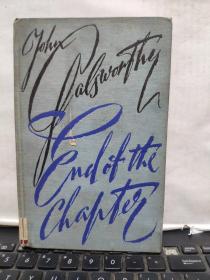 John
Galsworthy
End of the
Chapter